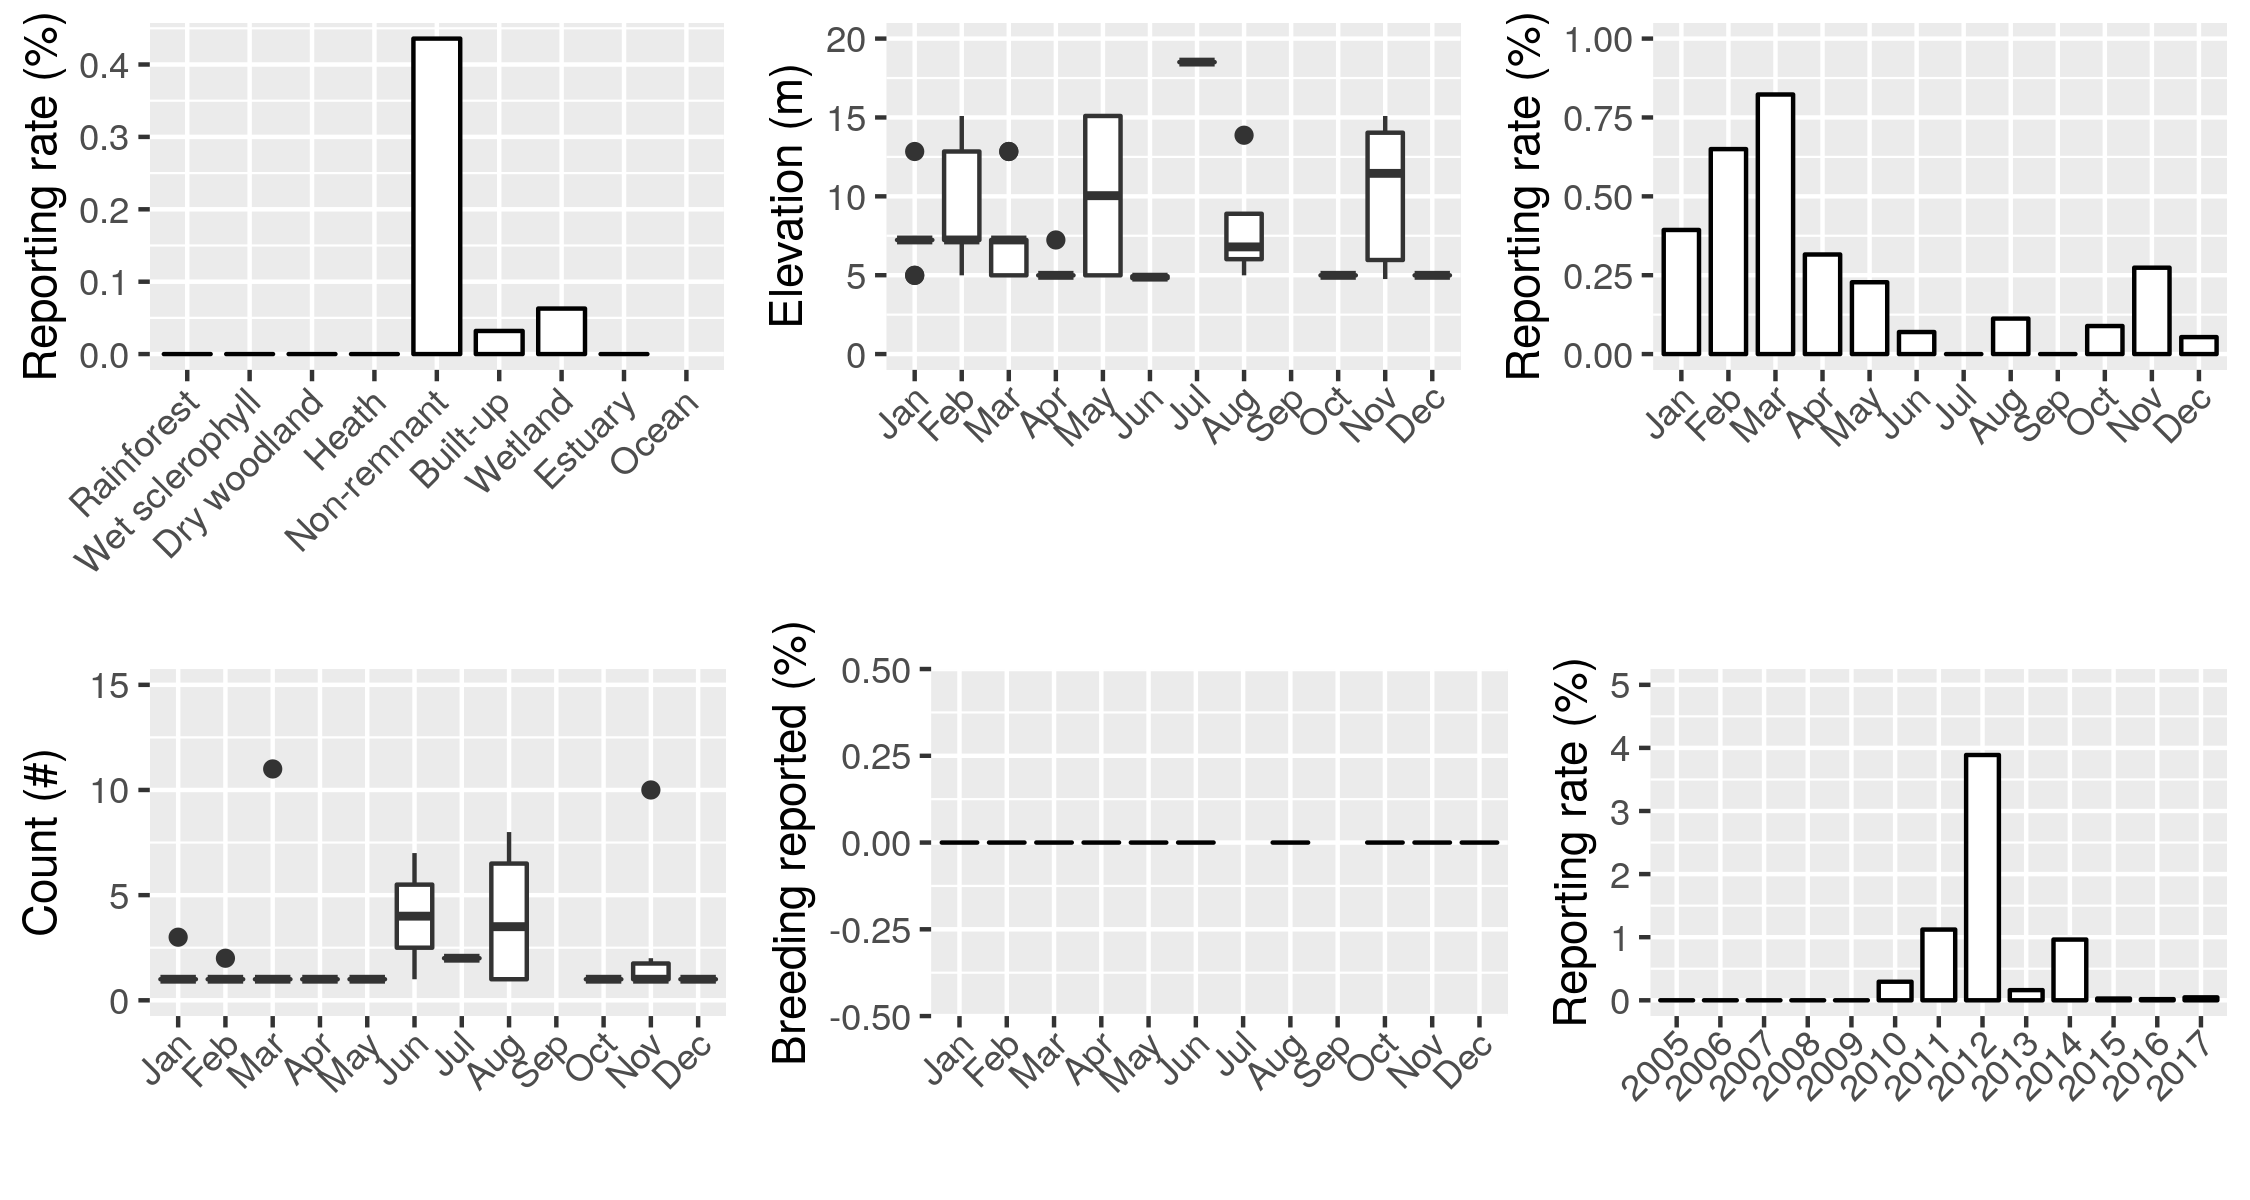 Reporting rate (%)
0.4
0.3
0.2
0.1
0.0
Rainforest
Wet sclerophyll
Dry woodland
Heath
Non-remnant
Built-up
Wetland
Estuary
Ocean
Elevation (m)
20
15
10
5
0
Jan
Feb
Mar
Apr
May
Jun
Jul
Aug
Sep
Oct
Nov
Dec
Reporting rate (%)
1.00
0.75
0.50
0.25
0.00
Jan
Feb
Mar
Apr
May
Jun
Jul
Aug
Sep
Oct
Nov
Dec
Count (#)
15
10
5
0
Jan
Feb
Mar
Apr
May
Jun
Jul
Aug
Sep
Oct
Nov
Dec
Breeding reported (%)
0.50
0.25
0.00
-0.25
-0.50
Jan
Feb
Mar
Apr
May
Jun
Jul
Aug
Sep
Oct
Nov
Dec
Reporting rate (%)
5
4
3
2
1
0
2005
2006
2007
2008
2009
2010
2011
2012
2013
2014
2015
2016
2017